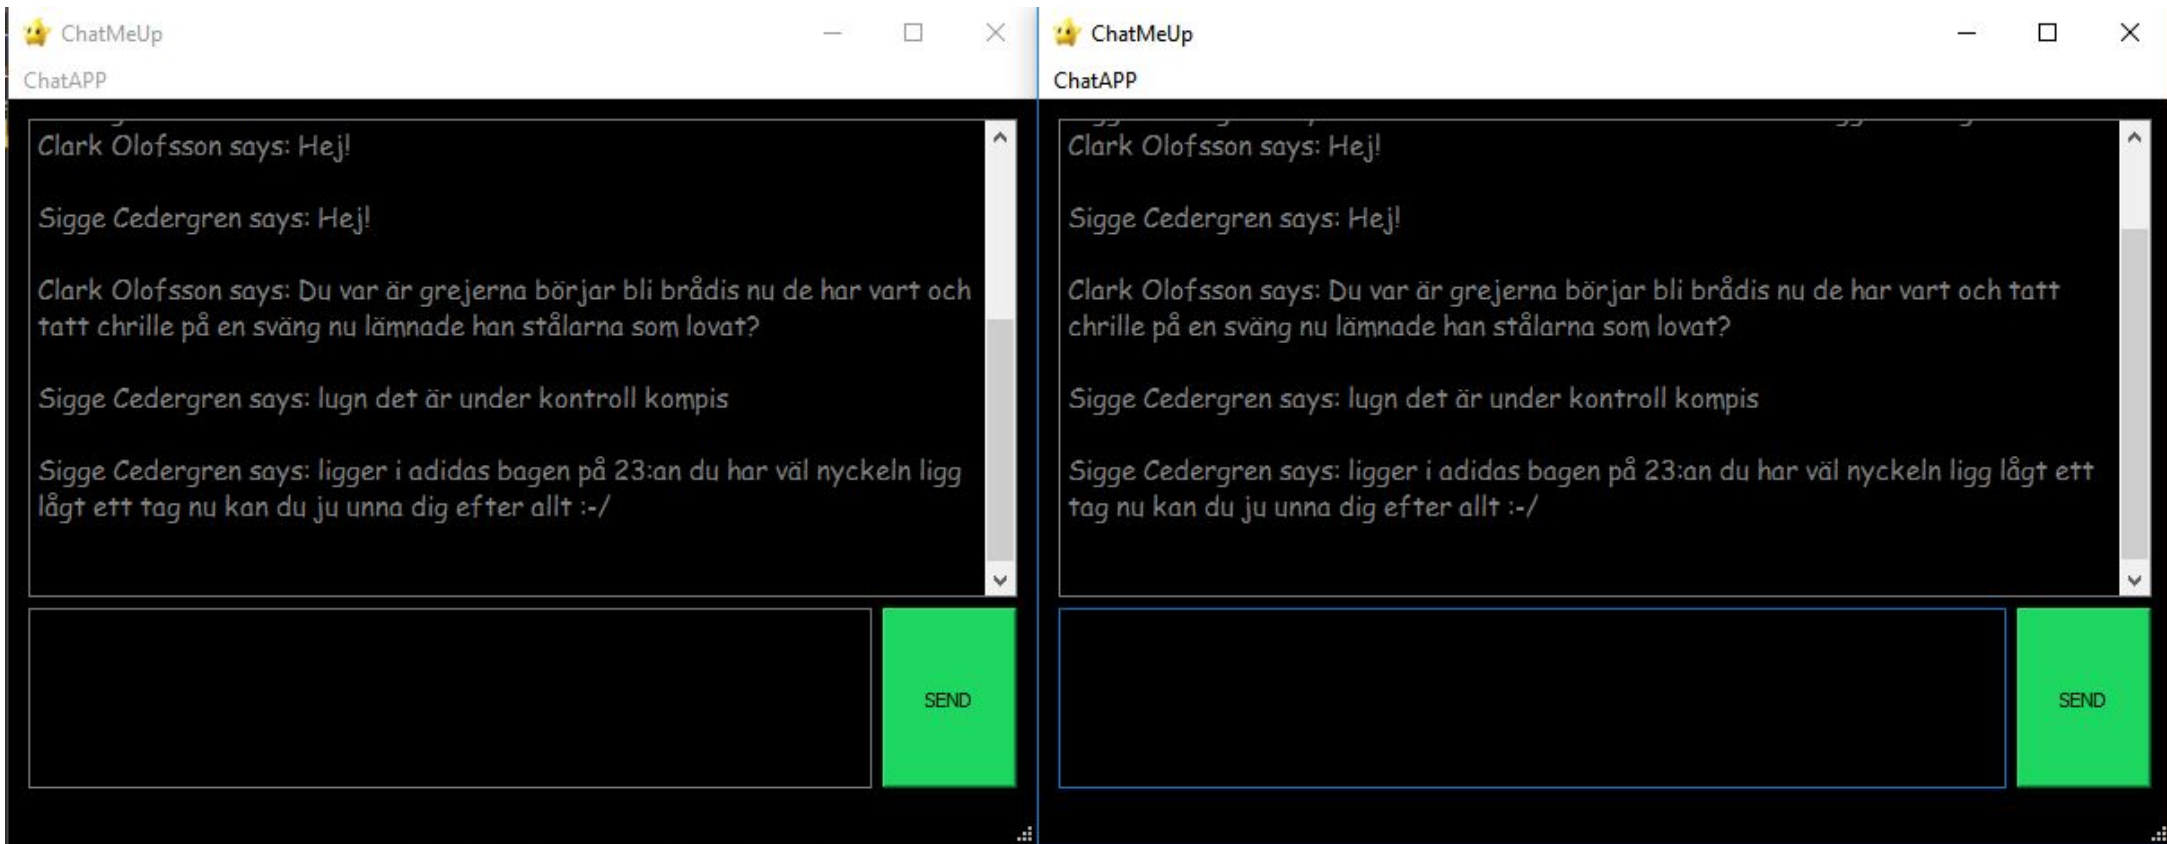 ChatMeUp
ChatAPP
Clark Olofsson says: Hej!
Sigge Cedergren says: Hej!
Clark Olofsson says: Du var är grejerna börjar bli brådis nu de har vart och
tatt chrille på en sväng nu lämnade han stålarna som lovat?
Sigge Cedergren says: lugn det är under kontroll kompis
Sigge Cedergren says: ligger i adidas bagen på 23:an du har väl nyckeln ligg
lågt ett tag nu kan du ju unna dig efter allt :-/
SEND
ChatMeUp
ChatAPP
Clark Olofsson says: Hej!
Sigge Cedergren says: Hej!
Clark Olofsson says: Du var är grejerna börjar bli brådis nu de har vart och tatt
chrille på en sväng nu lämnade han stålarna som lovat?
Sigge Cedergren says: lugn det är under kontroll kompis
Sigge Cedergren says: ligger i adidas bagen på 23:an du har väl nyckeln ligg lågt ett
tag nu kan du ju unna dig efter allt :-/
SEND